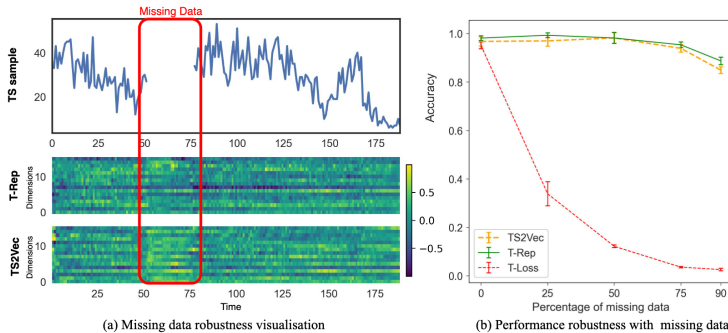 Missing Data
TS sample
40
20
0 25 50 75 100 125 150 175
T-Rep
Dimensions
10
0
TS2Vec
Dimensions
10
0
0.5
0.0
−0.5
25 50 75 100 125 150 175
Time
(a) Missing data robustness visualisation
Accuracy
1.0
0.8
0.6
0.4
0.2
0.0
TS2Vec
T-Rep
T-Loss
0 25 50 75 90
Percentage of missing data
(b) Performance robustness with missing data